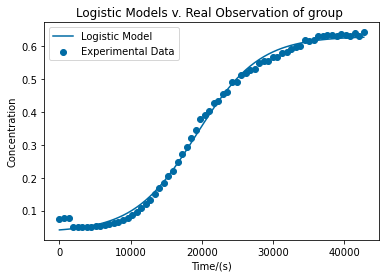 Logistic Models v. Real Observation of group
Logistic Model
Experimental Data
Concentration
0.6
0.5
0.4
0.3
0.2
0.1
0
10000
20000
30000
40000
Time/(s)